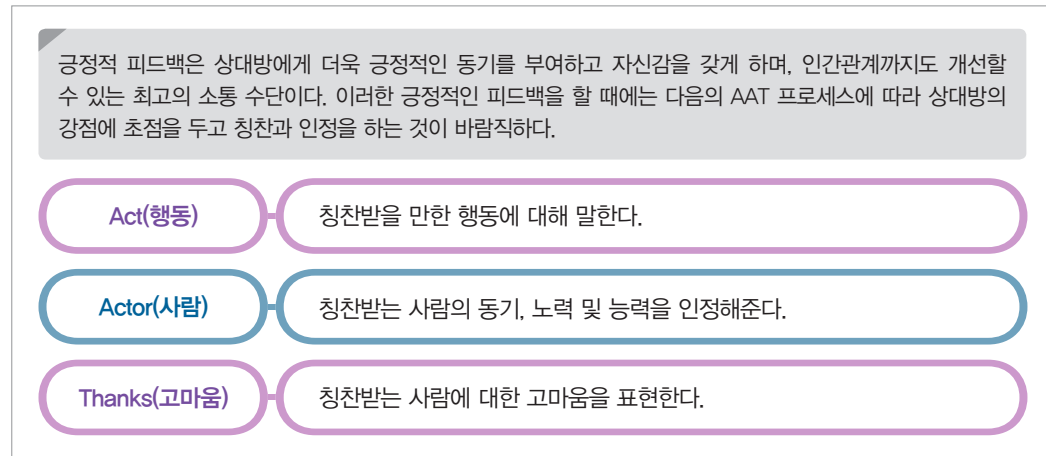 긍정적 피드백은 상대방에게 더욱 긍정적인 동기를 부여하고 자신감을 갖게 하며, 인간관계까지도 개선할
수 있는 최고의 소통 수단이다. 이러한 긍정적인 피드백을 할 때에는 다음의 AAT 프로세스에 따라 상대방의
강점에 초점을 두고 칭찬과 인정을 하는 것이 바람직하다.
Act(행동)
칭찬받을 만한 행동에 대해 말한다.
Actor(사람)
칭찬받는 사람의 동기, 노력 및 능력을 인정해준다.
Thanks(고마움)
칭찬받는 사람에 대한 고마움을 표현한다.